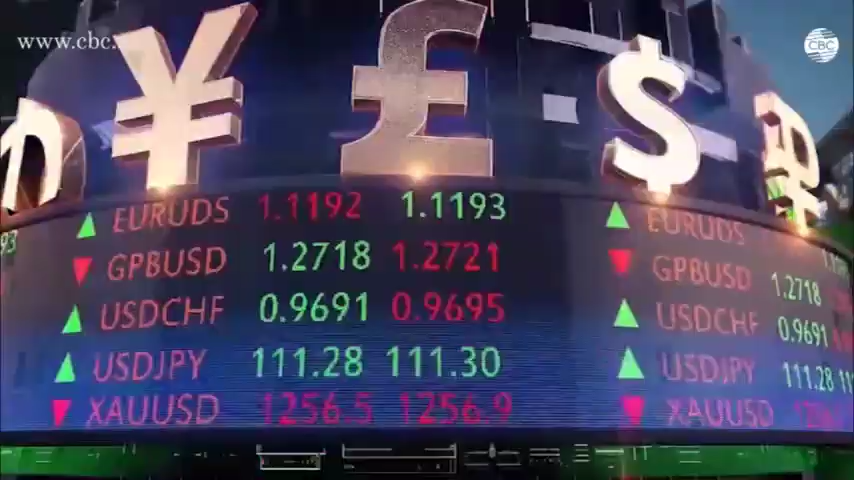 www.cbc.
CBC
₼ ¥ £ $ ₽
EURUDS 1.1192 1.1193 EURUDS
GPBUSD 1.2718 1.2721 GPBUSD 1.2718
USDCHF 0.9691 0.9695 USDCHF 0.9691
USDJPY 111.28 111.30 USDJPY 111.28
XAUUSD 1256.5 1256.9 XAUUSD